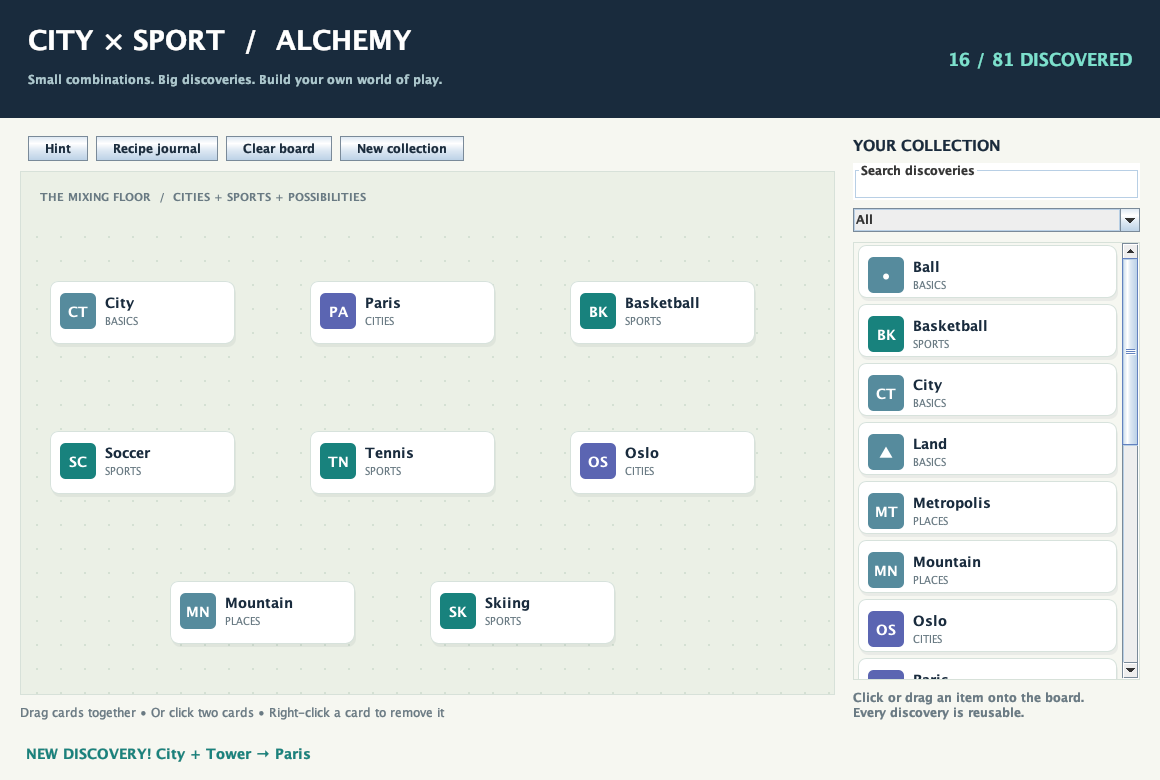 CITY × SPORT / ALCHEMY
Small combinations. Big discoveries. Build your own world of play.
16 / 81 DISCOVERED
Hint
Recipe journal
Clear board
New collection
THE MIXING FLOOR / CITIES + SPORTS + POSSIBILITIES
CT
City
BASICS
PA
Paris
CITIES
BK
Basketball
SPORTS
SC
Soccer
SPORTS
TN
Tennis
SPORTS
OS
Oslo
CITIES
MN
Mountain
PLACES
SK
Skiing
SPORTS
Drag cards together • Or click two cards • Right-click a card to remove it
NEW DISCOVERY! City + Tower → Paris
YOUR COLLECTION
Search discoveries
All
Ball
BASICS
BK
Basketball
SPORTS
CT
City
BASICS
Land
BASICS
MT
Metropolis
PLACES
MN
Mountain
PLACES
OS
Oslo
CITIES
Paris
Click or drag an item onto the board.
Every discovery is reusable.